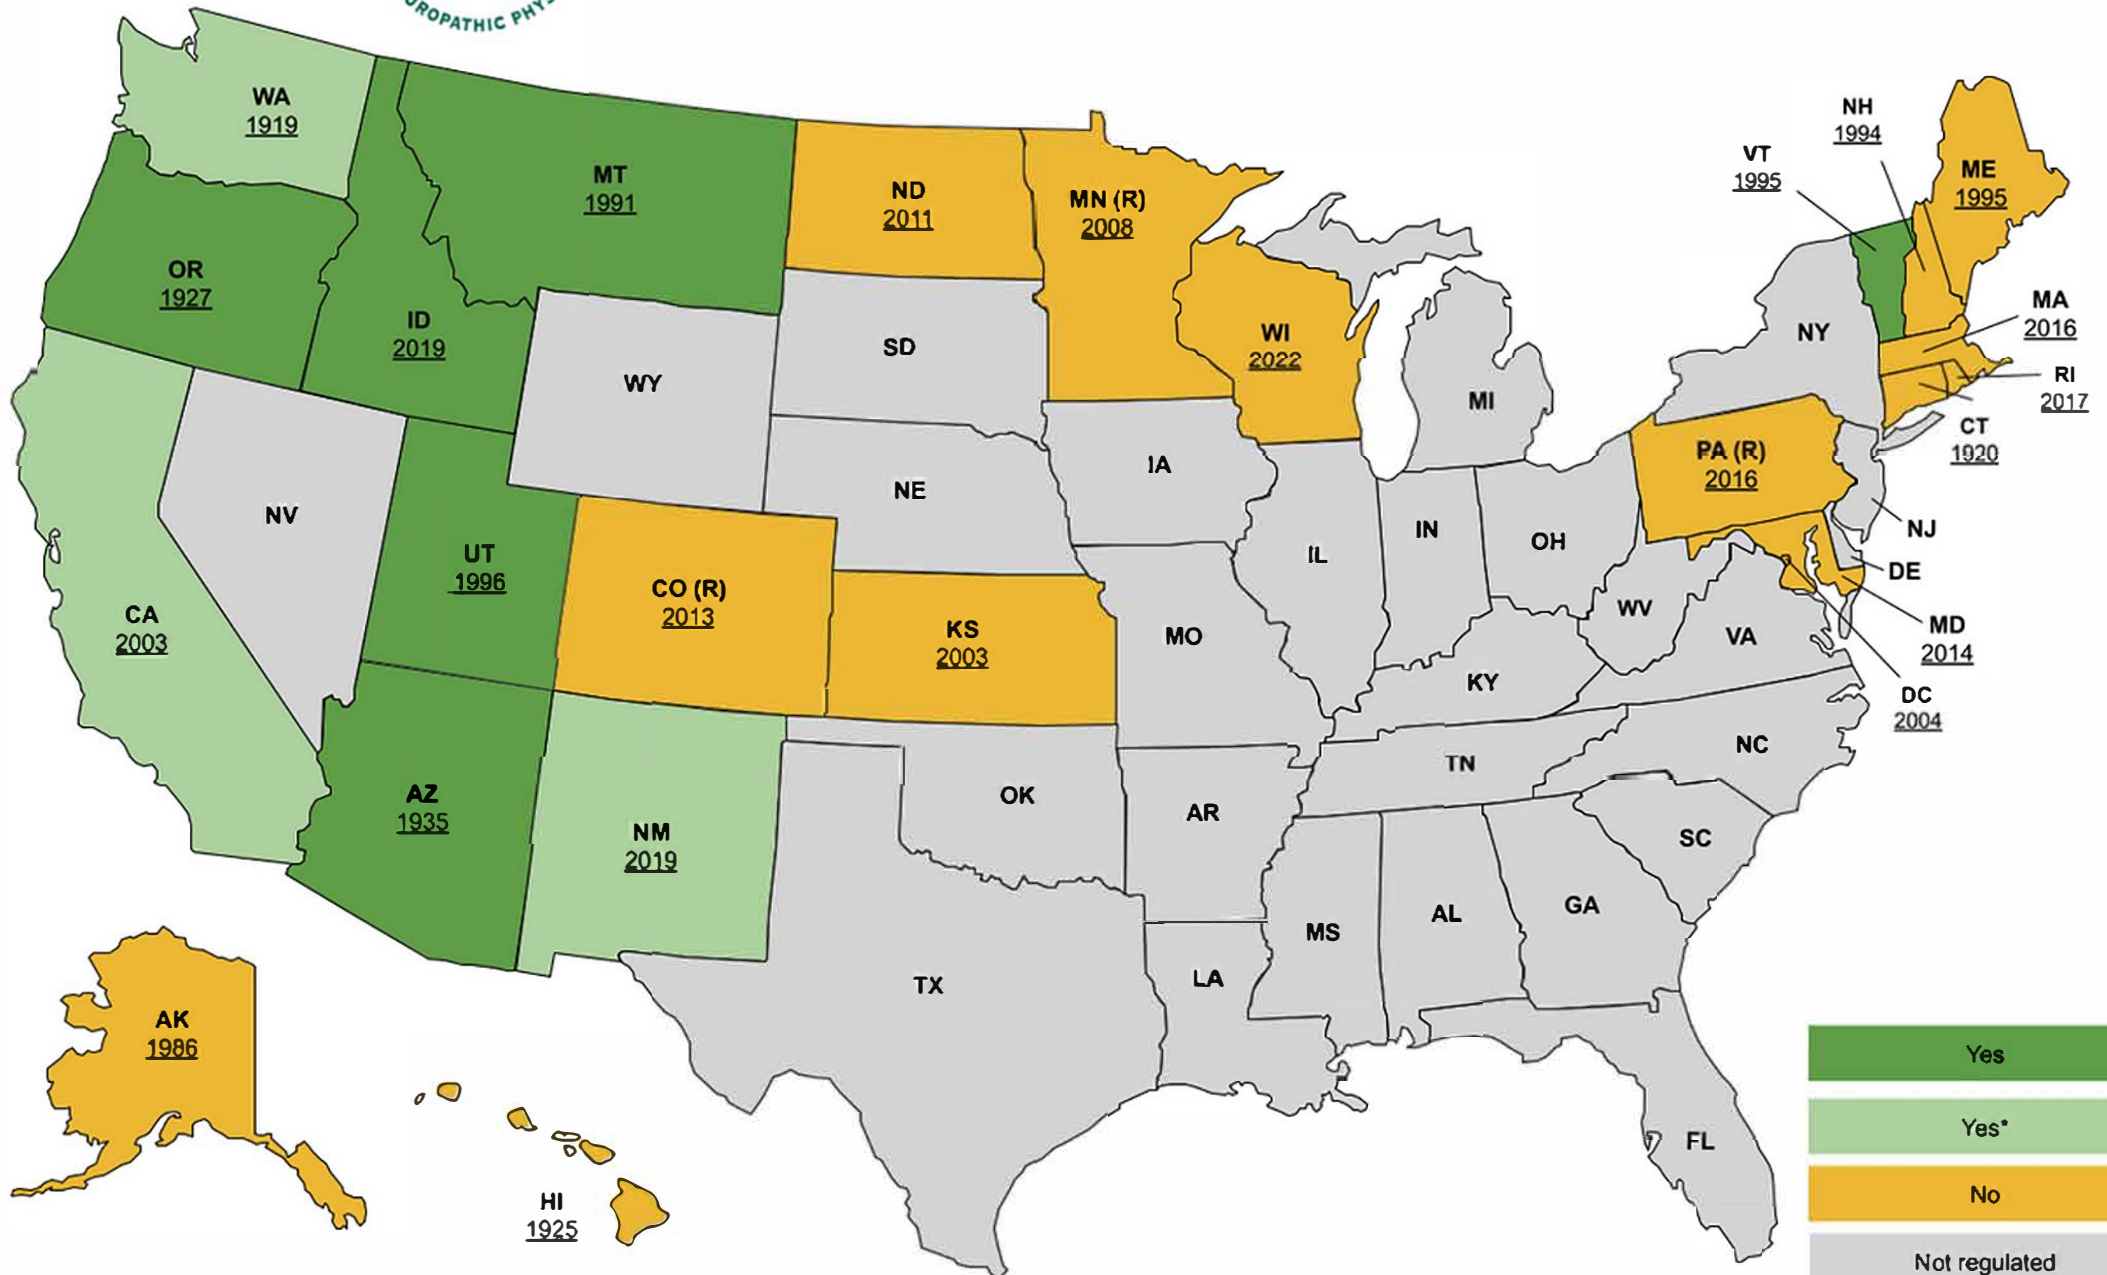 WA
1919
MT
1991
ND
2011
MN (R)
2008
NH
1994
VT
1995
ME
1995
OR
1927
ID
2019
WY
SD
WI
2022
MI
NY
MA
2016
RI
2017
CT
1920
NV
UT
1996
CO (R)
2013
NE
IA
IL
IN
OH
PA (R)
2016
NJ
DE
MD
2014
DC
2004
CA
2003
KS
2003
MO
KY
WV
VA
NC
TN
AZ
1935
NM
2019
OK
AR
SC
TX
LA
MS
AL
GA
FL
AK
1986
HI
1925
Yes
Yes*
No
Not regulated